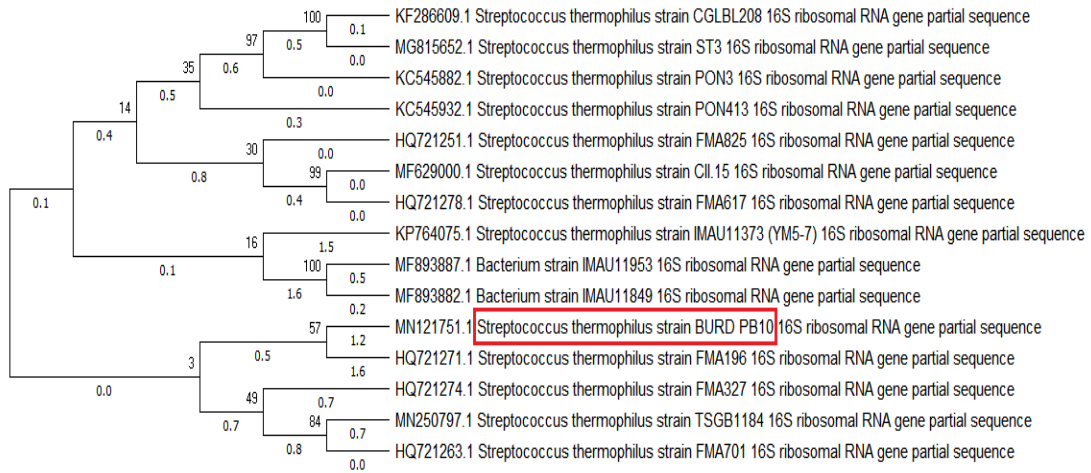 100 KF286609.1 Streptococcus thermophilus strain CGLBL208 16S ribosomal RNA gene partial sequence
97 0.5 0.1
MG815652.1 Streptococcus thermophilus strain ST3 16S ribosomal RNA gene partial sequence
35 0.6 0.0
KC545882.1 Streptococcus thermophilus strain PON3 16S ribosomal RNA gene partial sequence
14 0.5 0.0
KC545932.1 Streptococcus thermophilus strain PON413 16S ribosomal RNA gene partial sequence
0.4 0.3
HQ721251.1 Streptococcus thermophilus strain FMA825 16S ribosomal RNA gene partial sequence
30 0.0
99 MF629000.1 Streptococcus thermophilus strain CII.15 16S ribosomal RNA gene partial sequence
0.8 0.0
0.1 0.4 HQ721278.1 Streptococcus thermophilus strain FMA617 16S ribosomal RNA gene partial sequence
0.0
16 KP764075.1 Streptococcus thermophilus strain IMAU11373 (YM5-7) 16S ribosomal RNA gene partial sequence
1.5
100 MF893887.1 Bacterium strain IMAU11953 16S ribosomal RNA gene partial sequence
0.1 0.5
1.6 MF893882.1 Bacterium strain IMAU11849 16S ribosomal RNA gene partial sequence
0.2
57 MN121751.1 Streptococcus thermophilus strain BURD PB10 16S ribosomal RNA gene partial sequence
1.2
3 0.5 HQ721271.1 Streptococcus thermophilus strain FMA196 16S ribosomal RNA gene partial sequence
0.0 1.6
49 HQ721274.1 Streptococcus thermophilus strain FMA327 16S ribosomal RNA gene partial sequence
0.7
84 MN250797.1 Streptococcus thermophilus strain TSGB1184 16S ribosomal RNA gene partial sequence
0.7 0.7
0.8 HQ721263.1 Streptococcus thermophilus strain FMA701 16S ribosomal RNA gene partial sequence
0.0